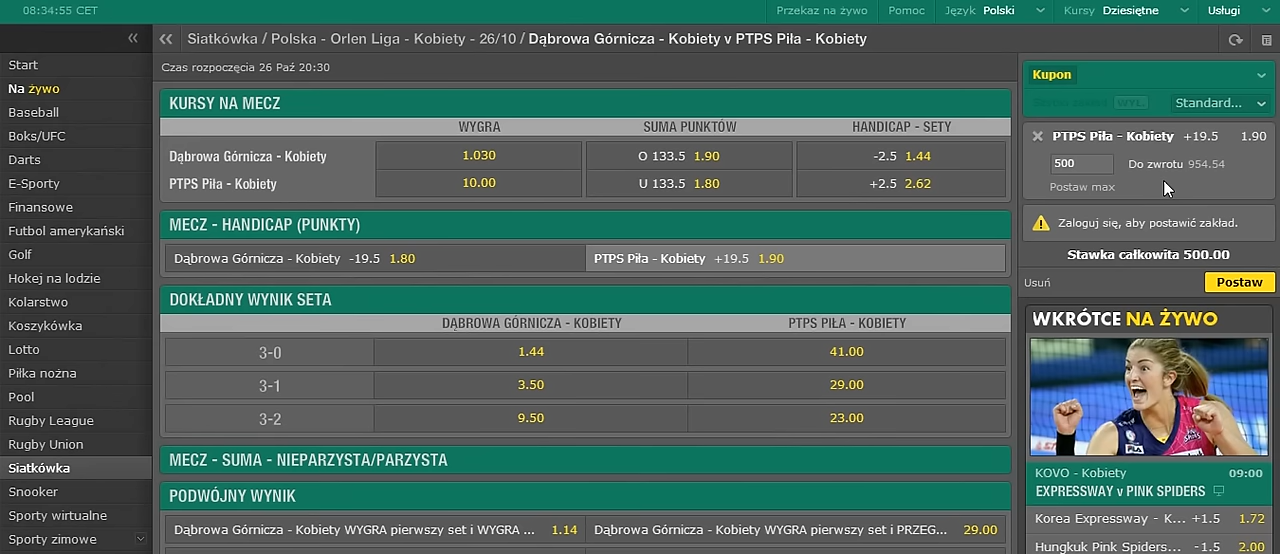 08:34:55 CET
Przekaz na żywo Pomoc Język Polski Kursy Dziesiętne Usługi
Siatkówka / Polska - Orlen Liga - Kobiety - 26/10 / Dąbrowa Górnicza - Kobiety v PTPS Piła - Kobiety
Czas rozpoczęcia 26 Paź 20:30
Start
Na żywo
Baseball
Boks/UFC
Darts
E-Sporty
Finansowe
Futbol amerykański
Golf
Hokej na lodzie
Kolarstwo
Koszykówka
Lotto
Piłka nożna
Pool
Rugby League
Rugby Union
Siatkówka
Snooker
Sporty wirtualne
Sporty zimowe
KURSY NA MECZ
WYGRA SUMA PUNKTÓW HANDICAP - SETY
Dąbrowa Górnicza - Kobiety 1.030 O 133.5 1.90 -2.5 1.44
PTPS Piła - Kobiety 10.00 U 133.5 1.80 +2.5 2.62
MECZ - HANDICAP (PUNKTY)
Dąbrowa Górnicza - Kobiety -19.5 1.80 PTPS Piła - Kobiety +19.5 1.90
DOKŁADNY WYNIK SETA
DĄBROWA GÓRNICZA - KOBIETY PTPS PIŁA - KOBIETY
3-0 1.44 41.00
3-1 3.50 29.00
3-2 9.50 23.00
MECZ - SUMA - NIEPARZYSTA/PARZYSTA
PODWÓJNY WYNIK
Dąbrowa Górnicza - Kobiety WYGRA pierwszy set i WYGRA ... 1.14 Dąbrowa Górnicza - Kobiety WYGRA pierwszy set i PRZEG... 29.00
Kupon
WYŁ. Standard...
PTPS Piła - Kobiety +19.5 1.90
500 Do zwrotu 954.54
Postaw max
Zaloguj się, aby postawić zakład.
Stawka całkowita 500.00
Usuń Postaw
WKRÓTCE NA ŻYWO
KOVO - Kobiety 09:00
EXPRESSWAY v PINK SPIDERS
Korea Expressway - K... +1.5 1.72
Hungkuk Pink Spiders... -1.5 2.00